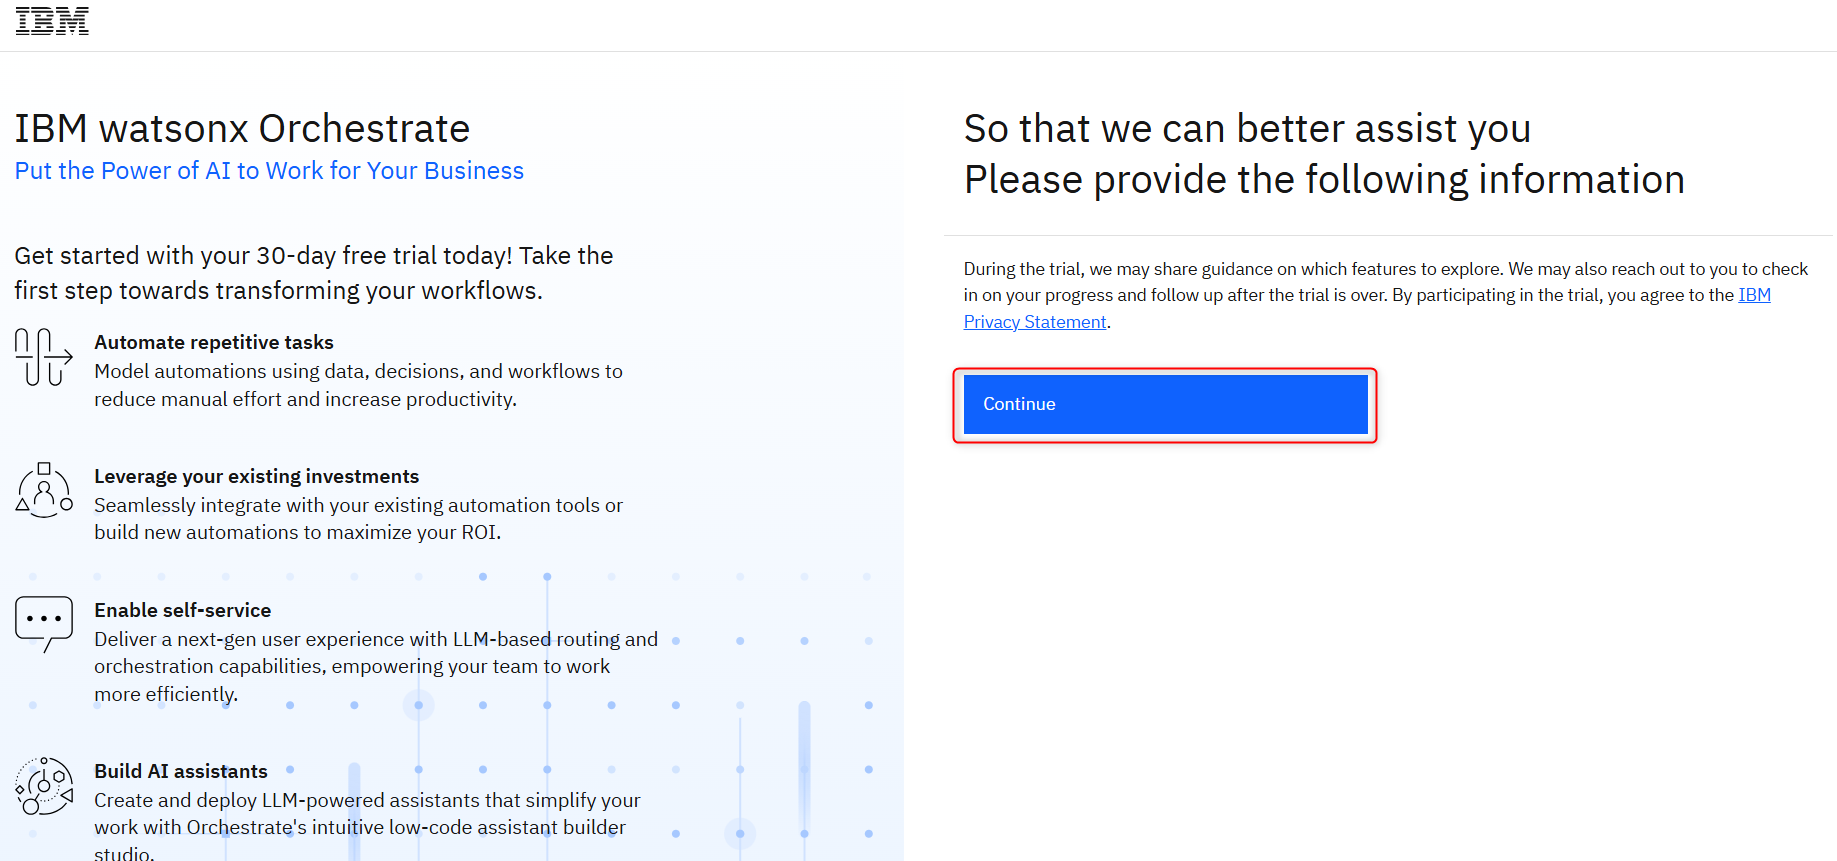 IBM
IBM watsonx Orchestrate
Put the Power of AI to Work for Your Business
Get started with your 30-day free trial today! Take the
first step towards transforming your workflows.
Automate repetitive tasks
Model automations using data, decisions, and workflows to
reduce manual effort and increase productivity.
Leverage your existing investments
Seamlessly integrate with your existing automation tools or
build new automations to maximize your ROI.
Enable self-service
Deliver a next-gen user experience with LLM-based routing and
orchestration capabilities, empowering your team to work
more efficiently.
Build AI assistants
Create and deploy LLM-powered assistants that simplify your
work with Orchestrate's intuitive low-code assistant builder
studio.
So that we can better assist you
Please provide the following information
During the trial, we may share guidance on which features to explore. We may also reach out to you to check
in on your progress and follow up after the trial is over. By participating in the trial, you agree to the IBM
Privacy Statement.
Continue